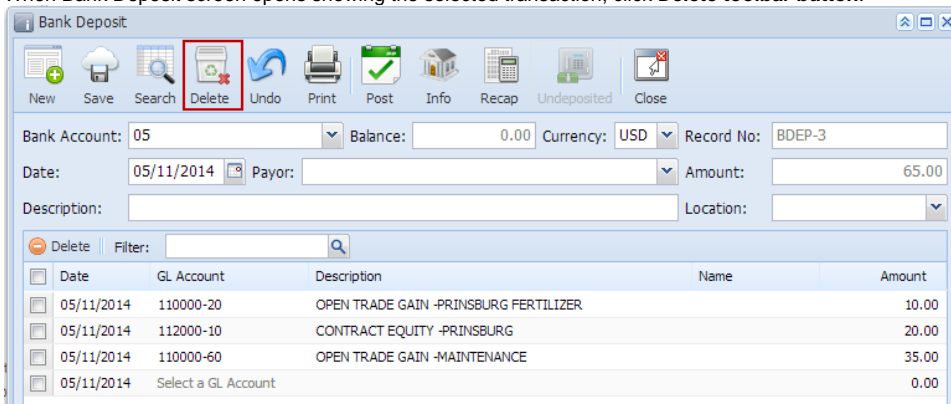 When Bank Deposit screen opens showing the selected transaction, click Delete toolbar button.
Bank Deposit
New Save Search Delete Undo Print Post Info Recap Undeposited Close
Bank Account: 05 Balance: 0.00 Currency: USD Record No: BDEP-3
Date: 05/11/2014 Payor: Amount: 65.00
Description: Location:
Delete Filter:
Date GL Account Description Name Amount
05/11/2014 110000-20 OPEN TRADE GAIN -PRINSBURG FERTILIZER 10.00
05/11/2014 112000-10 CONTRACT EQUITY -PRINSBURG 20.00
05/11/2014 110000-60 OPEN TRADE GAIN -MAINTENANCE 35.00
05/11/2014 Select a GL Account 0.00